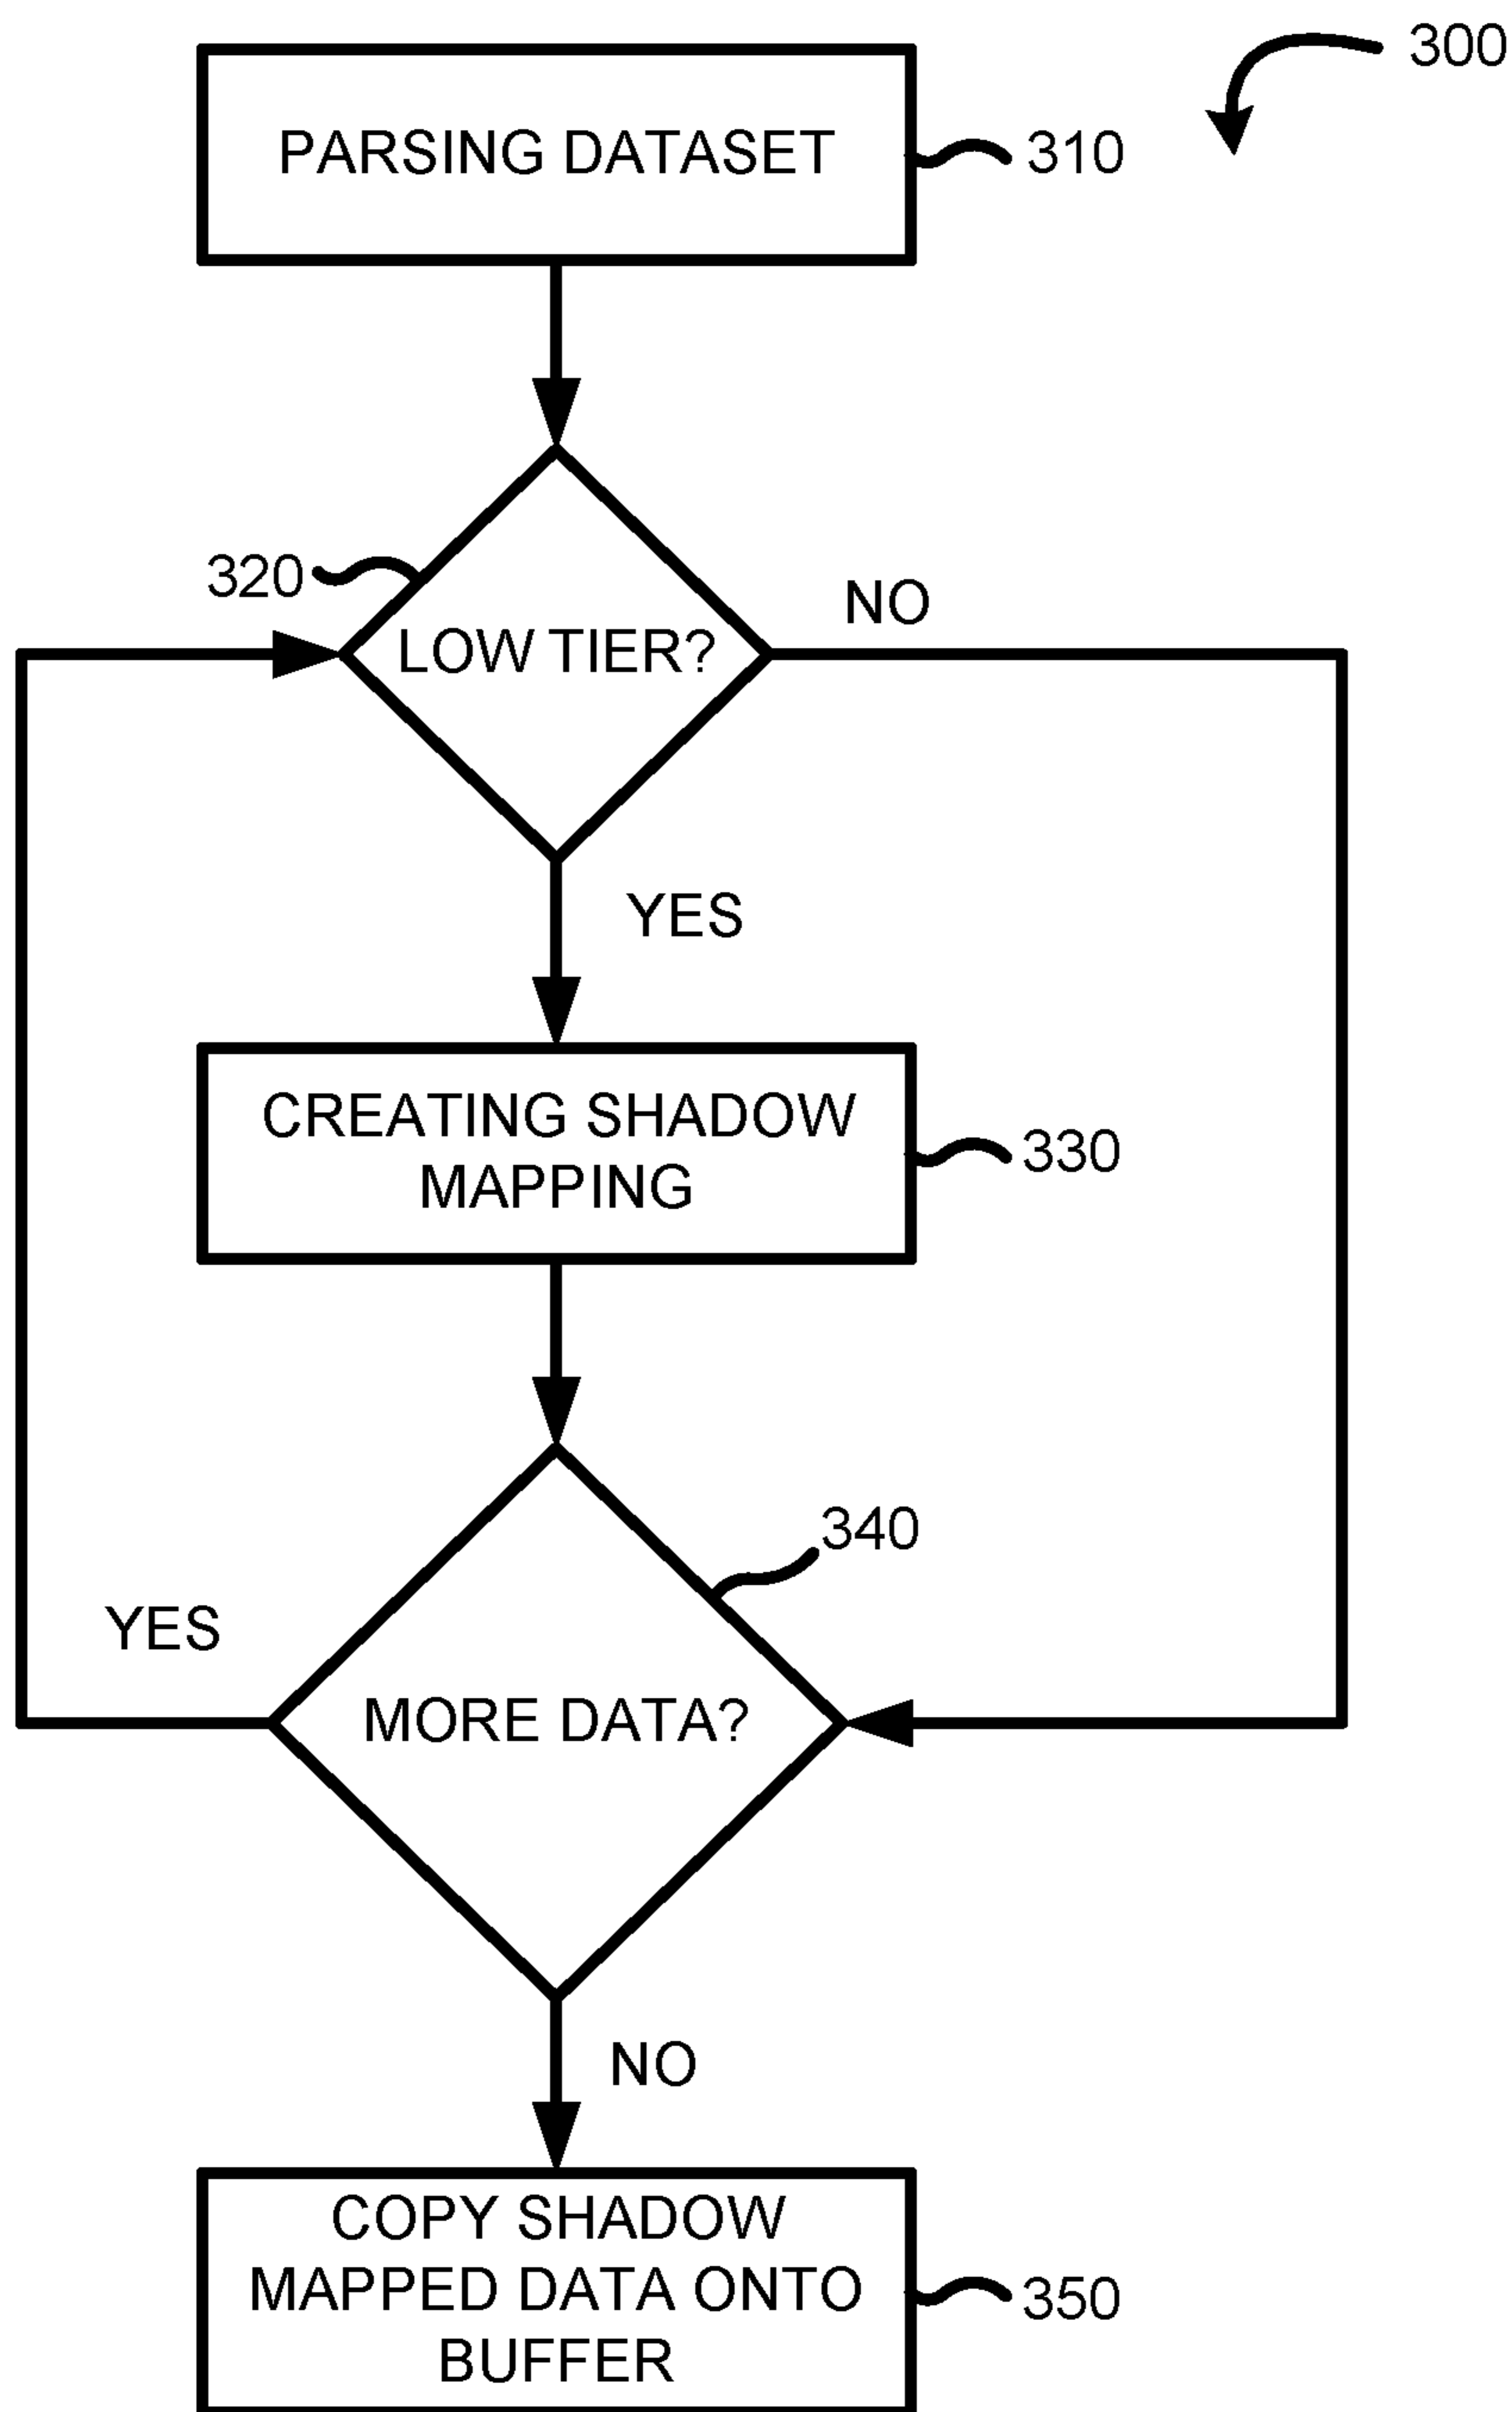 300
PARSING DATASET
310
320
NO
LOW TIER?
YES
CREATING SHADOW
MAPPING
330
340
YES
MORE DATA?
NO
COPY SHADOW
MAPPED DATA ONTO
BUFFER
350